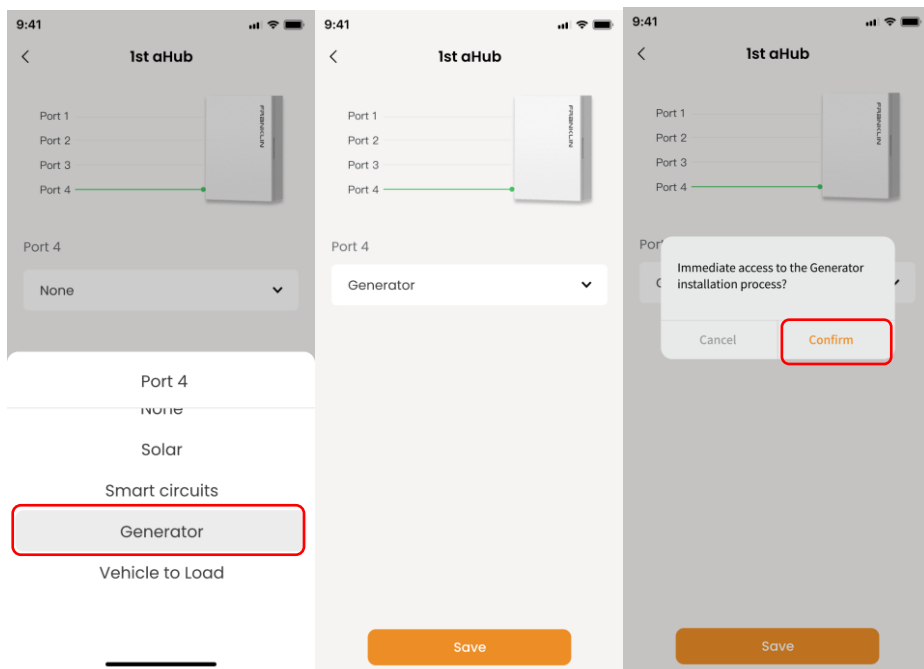 9:41
1st aHub
Port 1
Port 2
Port 3
Port 4
FRANKLIN
Port 4
None
Port 4
None
Solar
Smart circuits
Generator
Vehicle to Load
9:41
1st aHub
Port 1
Port 2
Port 3
Port 4
FRANKLIN
Port 4
Generator
Save
9:41
1st aHub
Port 1
Port 2
Port 3
Port 4
FRANKLIN
Immediate access to the Generator
installation process?
Cancel
Confirm
Save